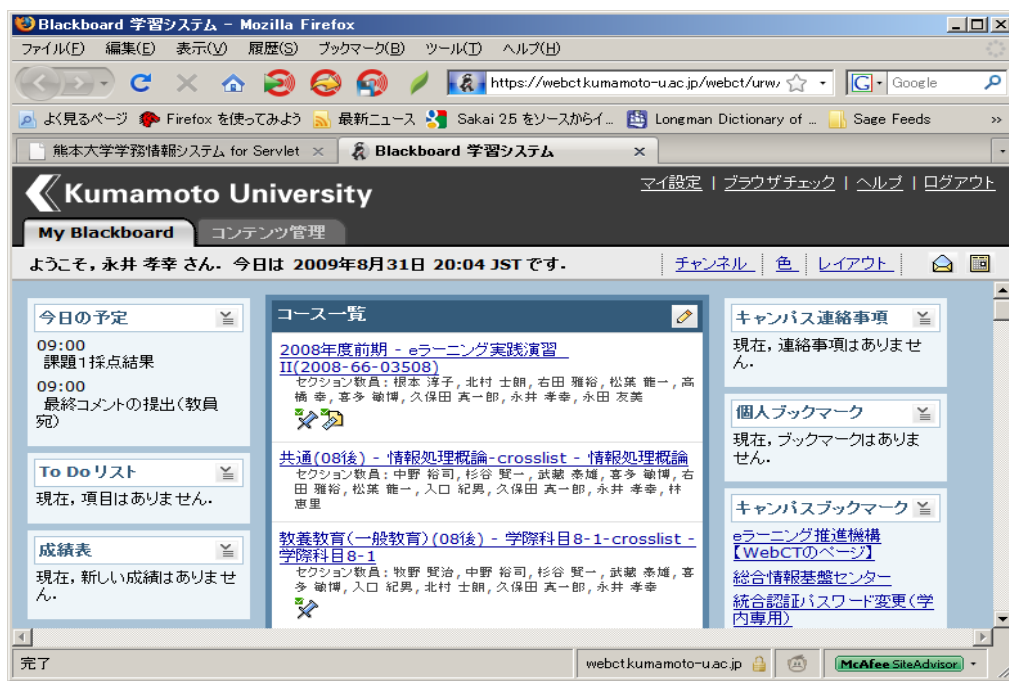 Blackboard 学習システム - Mozilla Firefox
ファイル(F) 編集(E) 表示(V) 履歴(S) ブックマーク(B) ツール(T) ヘルプ(H)
https://webct.kumamoto-u.ac.jp/webct/urw/
Google
よく見るページ Firefox を使ってみよう 最新ニュース Sakai 2.5 をソースからイ... Longman Dictionary of ... Sage Feeds »
熊本大学学務情報システム for Servlet Blackboard 学習システム
Kumamoto University
マイ設定 | ブラウザチェック | ヘルプ | ログアウト
My Blackboard コンテンツ管理
ようこそ, 永井 孝幸 さん. 今日は 2009年8月31日 20:04 JST です.
チャンネル 色 レイアウト
今日の予定
09:00
課題1採点結果
09:00
最終コメントの提出(教員
宛)
To Do リスト
現在, 項目はありません.
成績表
現在, 新しい成績はありませ
ん.
コース一覧
2008年度前期 - eラーニング実践演習
II(2008-66-03508)
セクション教員: 根本 淳子, 北村 士朗, 右田 雅裕, 松葉 龍一, 高
橋 幸, 喜多 敏博, 久保田 真一郎, 永井 孝幸, 永田 友美
共通(08後) - 情報処理概論-crosslist - 情報処理概論
セクション教員: 中野 裕司, 杉谷 賢一, 武蔵 泰雄, 喜多 敏博, 右
田 雅裕, 松葉 龍一, 入口 紀男, 久保田 真一郎, 永井 孝幸, 林
恵里
教養教育(一般教育)(08後) - 学際科目8-1-crosslist -
学際科目8-1
セクション教員: 牧野 賢治, 中野 裕司, 杉谷 賢一, 武蔵 泰雄, 喜
多 敏博, 入口 紀男, 北村 士朗, 久保田 真一郎, 永井 孝幸
キャンパス連絡事項
現在, 連絡事項はありませ
ん.
個人ブックマーク
現在, ブックマークはありま
せん.
キャンパスブックマーク
eラーニング推進機構
【WebCTのページ】
総合情報基盤センター
統合認証パスワード変更(学
内専用)
完了
webct.kumamoto-u.ac.jp
McAfee SiteAdvisor